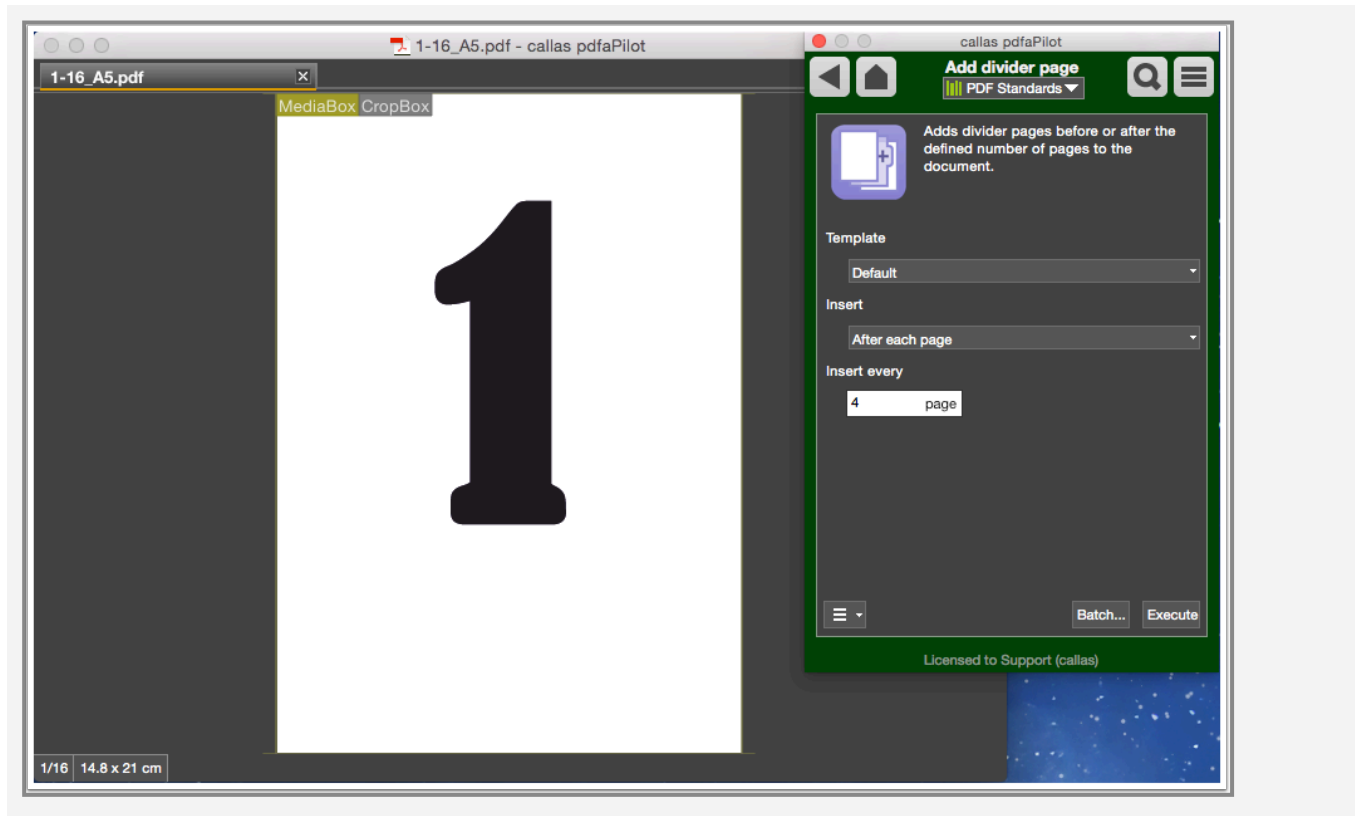 1-16_A5.pdf - callas pdfaPilot
1-16_A5.pdf
MediaBox CropBox
1
1/16 14.8 x 21 cm
callas pdfaPilot
Add divider page
PDF Standards
Adds divider pages before or after the
defined number of pages to the
document.
Template
Default
Insert
After each page
Insert every
4 page
Batch... Execute
Licensed to Support (callas)